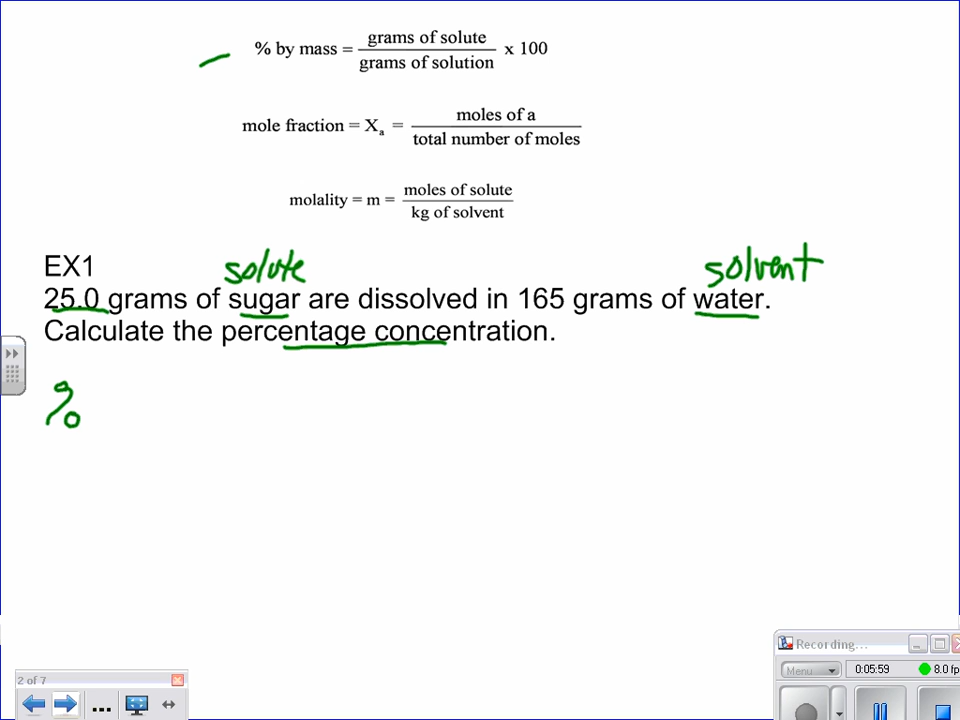 % by mass = grams of solute / grams of solution x 100
mole fraction = Xₐ = moles of a / total number of moles
molality = m = moles of solute / kg of solvent
EX1
solute solvent
25.0 grams of sugar are dissolved in 165 grams of water.
Calculate the percentage concentration.
%
Recording...
Menu 0:05:59 8.0 fp
2 of 7
...